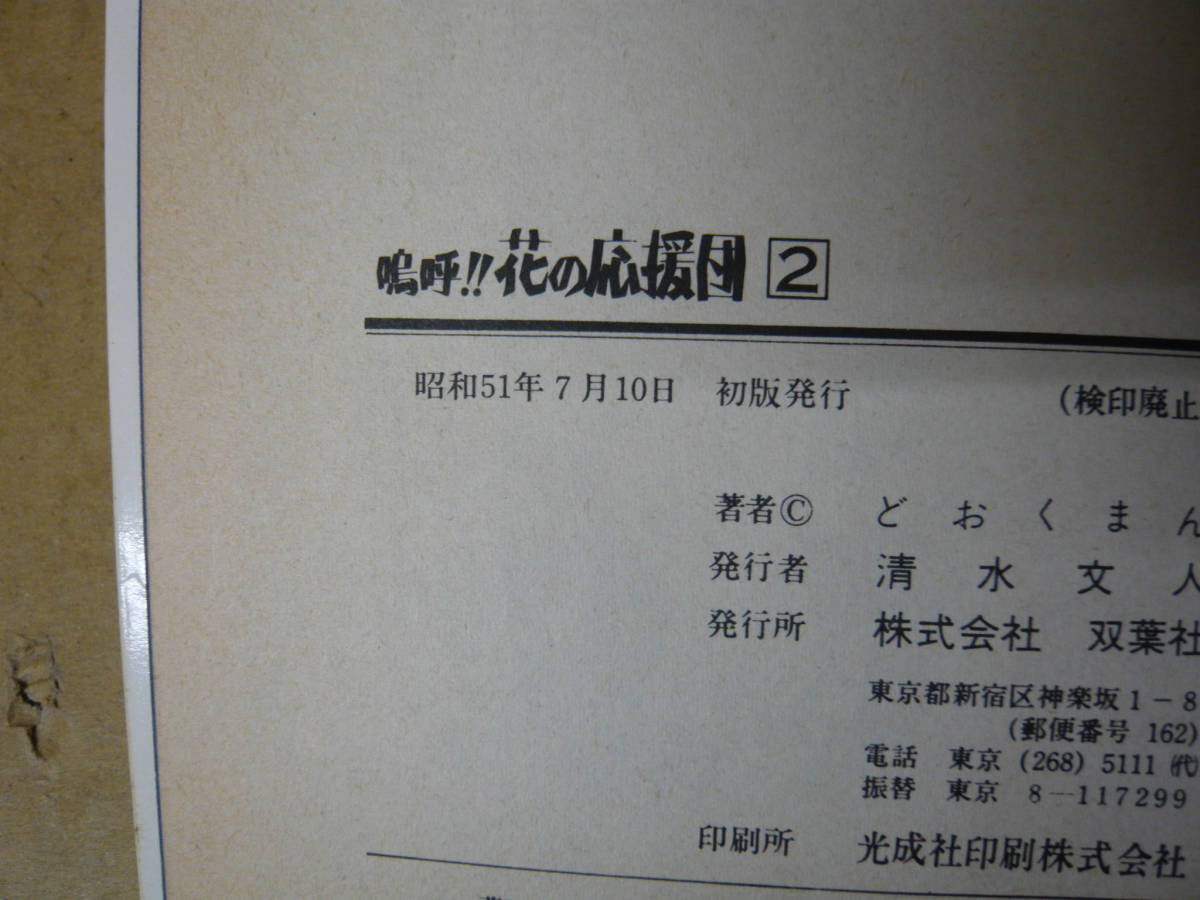 嗚呼!!花の応援団 2
昭和51年7月10日 初版発行 (検印廃止
著者© どおくまん
発行者 清水文人
発行所 株式会社 双葉社
東京都新宿区神楽坂1-8
(郵便番号 162)
電話 東京 (268) 5111 (代)
振替 東京 8-117299
印刷所 光成社印刷株式会社